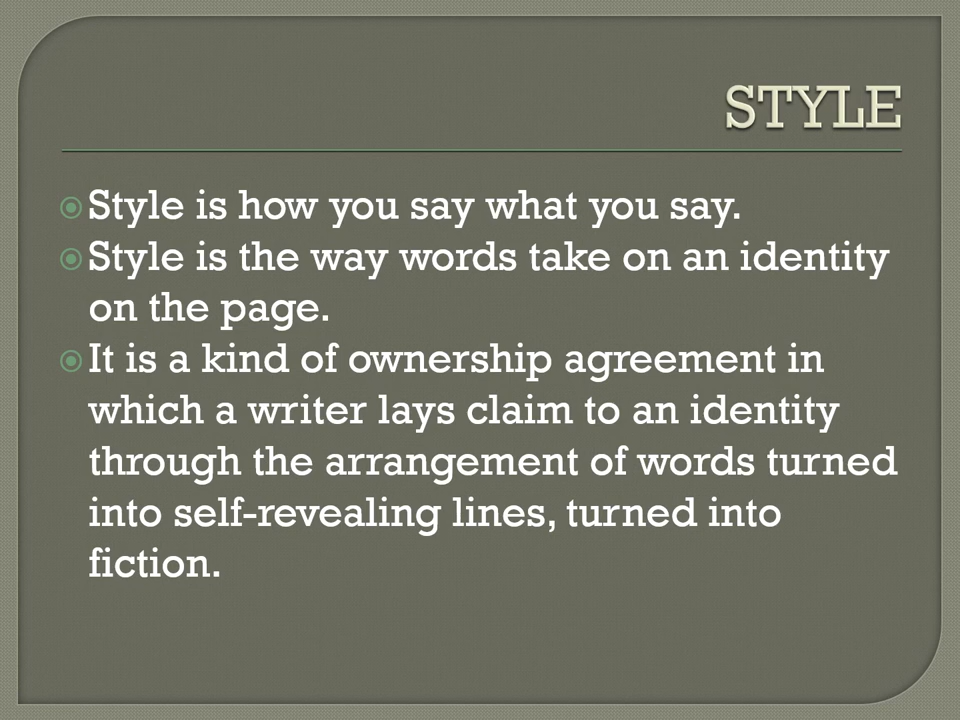 STYLE
Style is how you say what you say.
Style is the way words take on an identity
on the page.
It is a kind of ownership agreement in
which a writer lays claim to an identity
through the arrangement of words turned
into self-revealing lines, turned into
fiction.